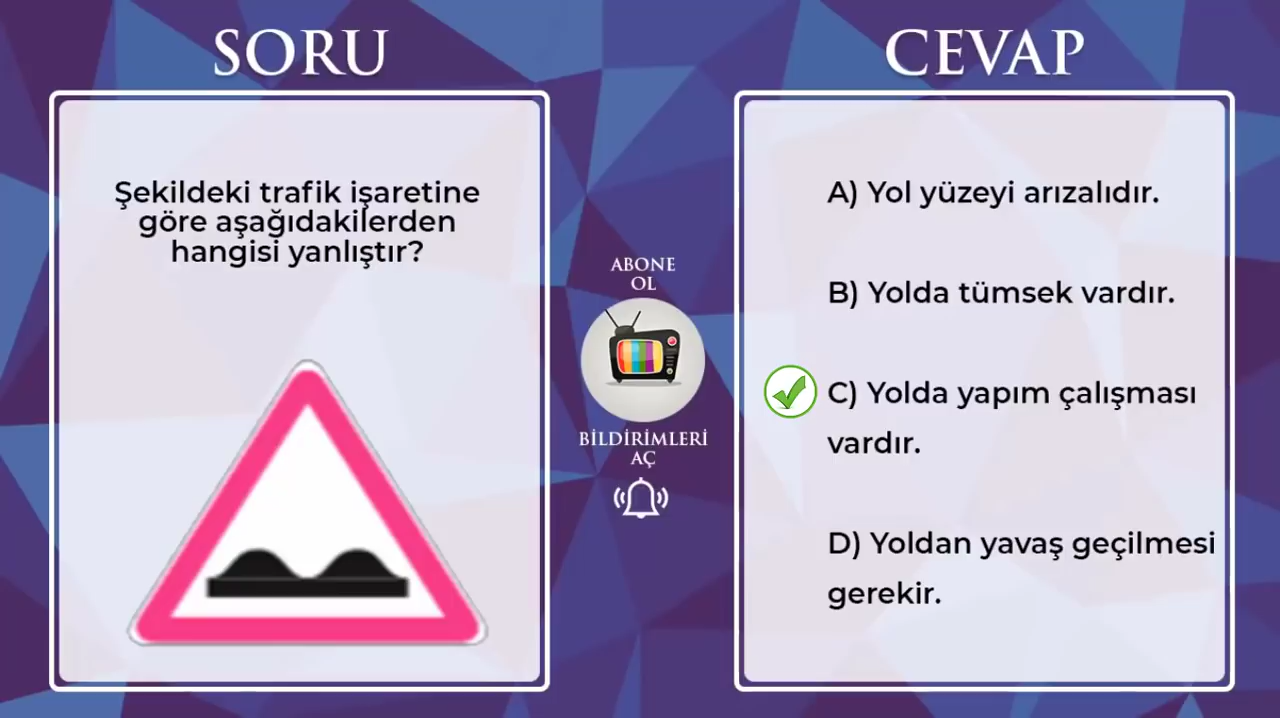 SORU
Şekildeki trafik işaretine
göre aşağıdakilerden
hangisi yanlıştır?
ABONE
OL
BİLDİRİMLERİ
AÇ
CEVAP
A) Yol yüzeyi arızalıdır.
B) Yolda tümsek vardır.
C) Yolda yapım çalışması
vardır.
D) Yoldan yavaş geçilmesi
gerekir.